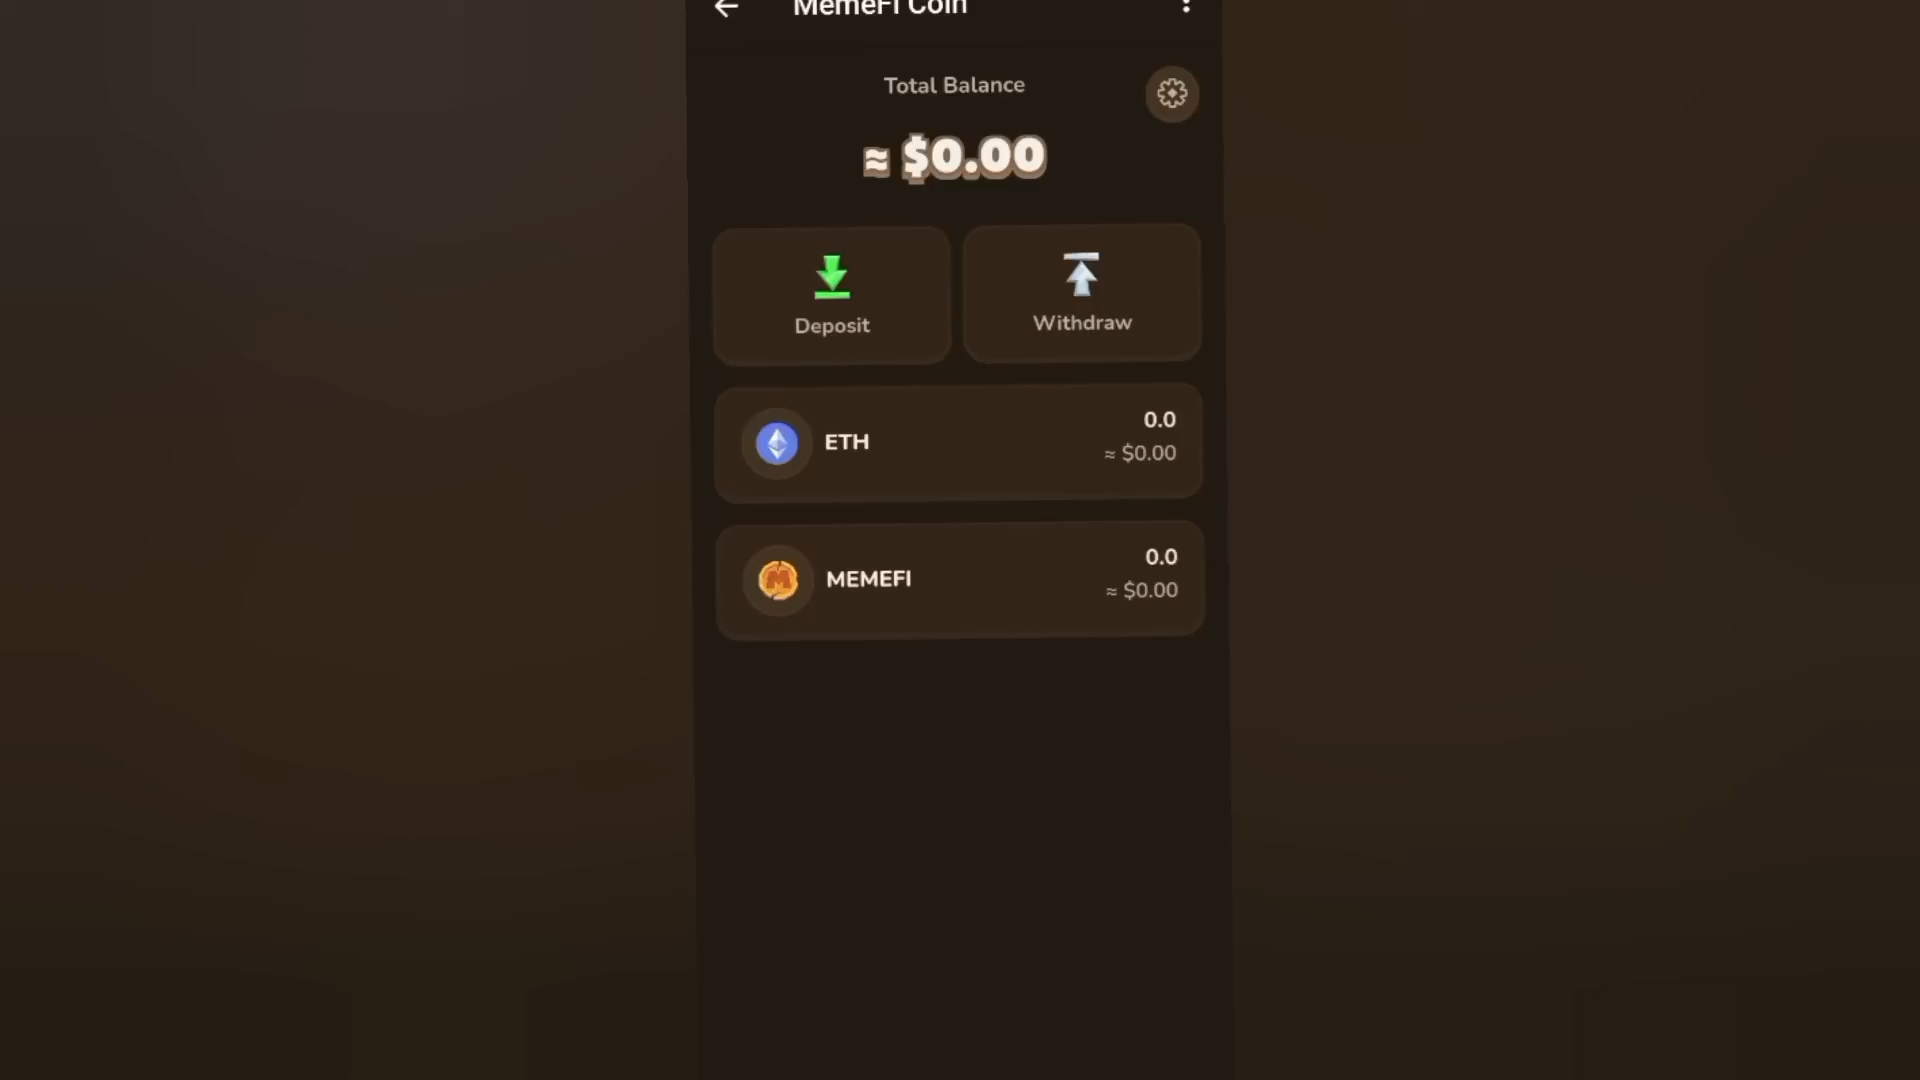 MemeFi Coin
Total Balance
≈ $0.00
Deposit
Withdraw
ETH
0.0
≈ $0.00
MEMEFI
0.0
≈ $0.00